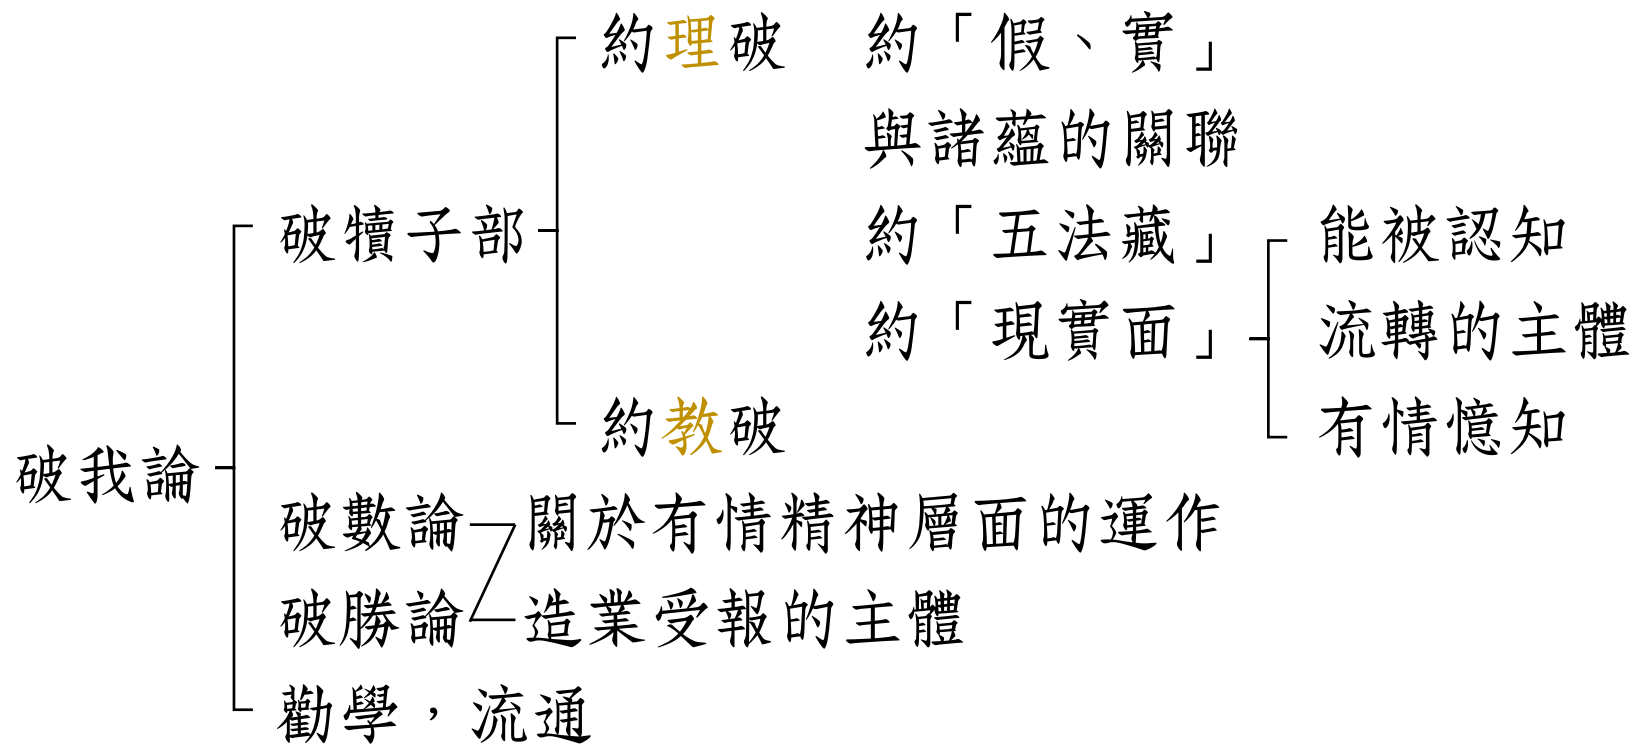 約理破 約「假、實」
與諸蘊的關聯
破犢子部 約「五法藏」 能被認知
約「現實面」 流轉的主體
約教破 有情憶知
破我論
破數論 關於有情精神層面的運作
破勝論 造業受報的主體
勸學，流通